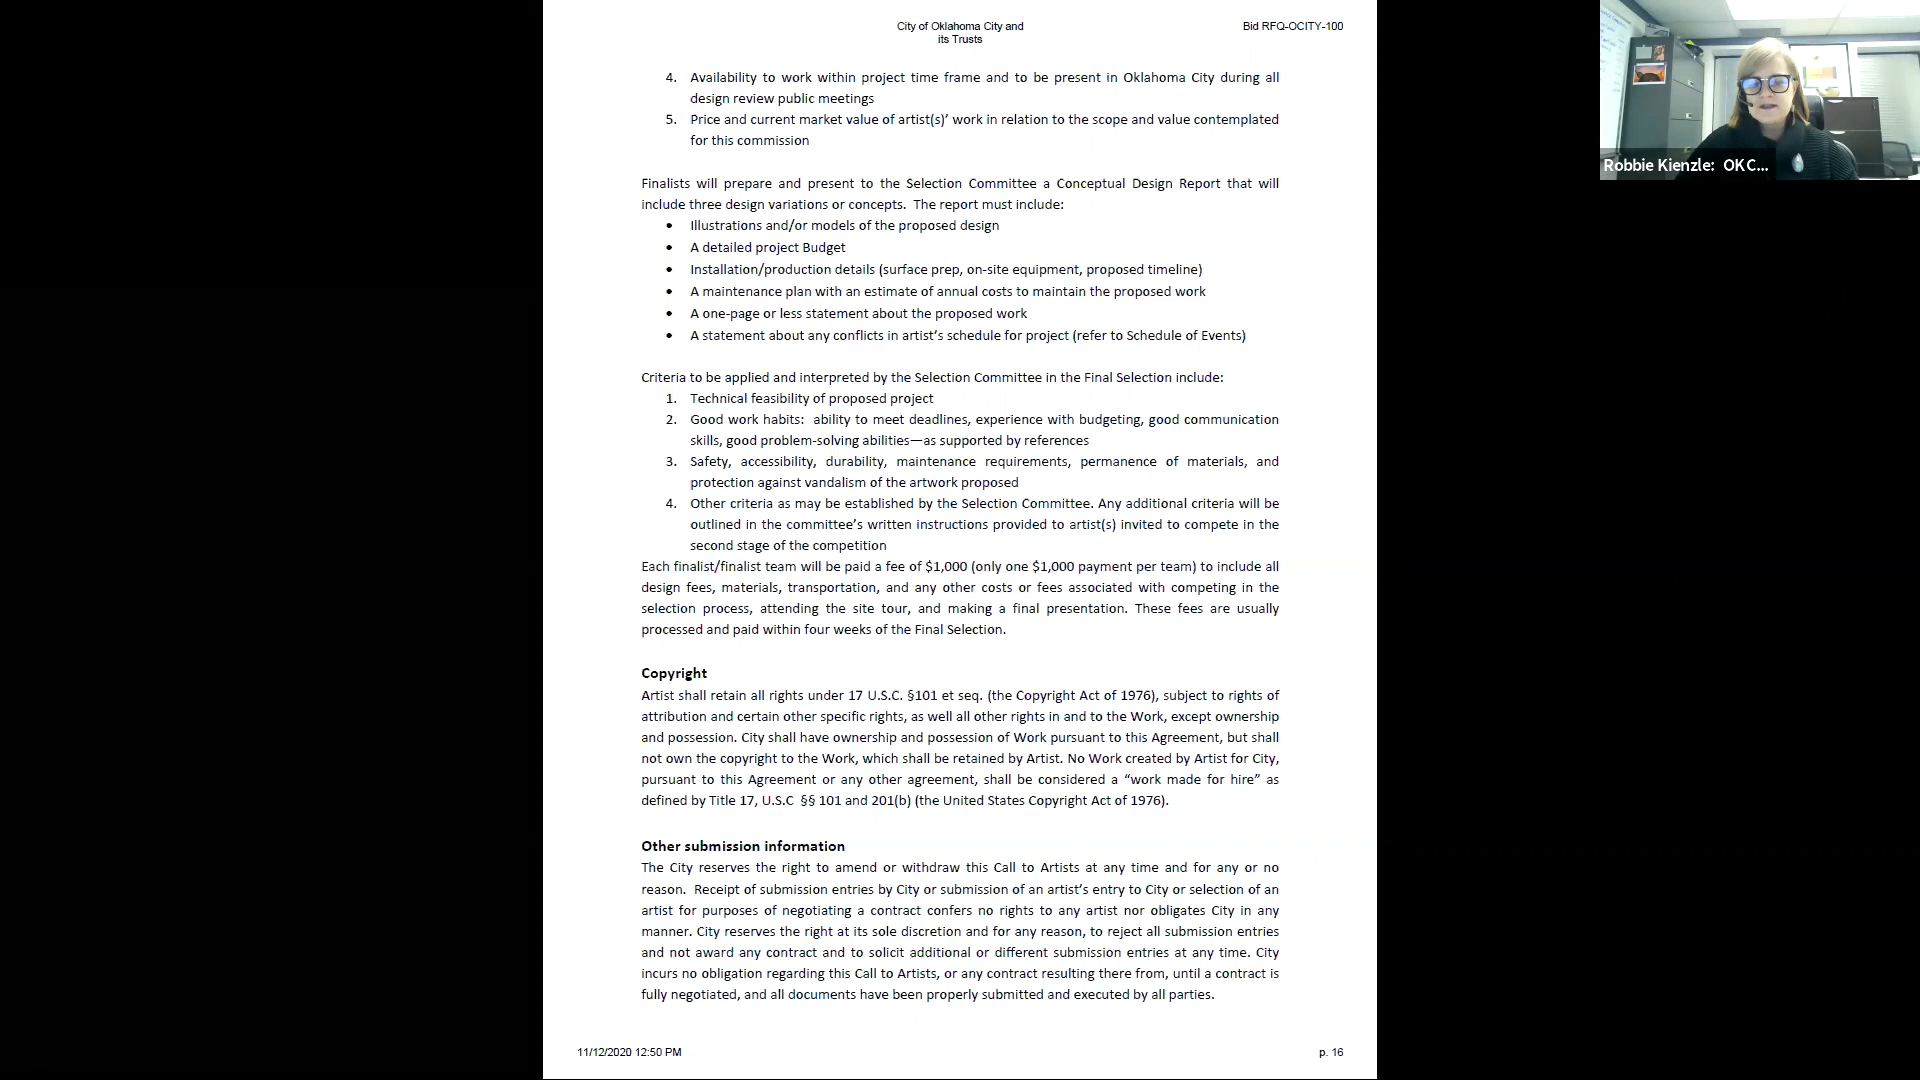 City of Oklahoma City and
its Trusts
Bid RFQ-OCITY-100
4. Availability to work within project time frame and to be present in Oklahoma City during all
design review public meetings
5. Price and current market value of artist(s)’ work in relation to the scope and value contemplated
for this commission
Finalists will prepare and present to the Selection Committee a Conceptual Design Report that will
include three design variations or concepts. The report must include:
• Illustrations and/or models of the proposed design
• A detailed project Budget
• Installation/production details (surface prep, on-site equipment, proposed timeline)
• A maintenance plan with an estimate of annual costs to maintain the proposed work
• A one-page or less statement about the proposed work
• A statement about any conflicts in artist’s schedule for project (refer to Schedule of Events)
Criteria to be applied and interpreted by the Selection Committee in the Final Selection include:
1. Technical feasibility of proposed project
2. Good work habits: ability to meet deadlines, experience with budgeting, good communication
skills, good problem-solving abilities—as supported by references
3. Safety, accessibility, durability, maintenance requirements, permanence of materials, and
protection against vandalism of the artwork proposed
4. Other criteria as may be established by the Selection Committee. Any additional criteria will be
outlined in the committee’s written instructions provided to artist(s) invited to compete in the
second stage of the competition
Each finalist/finalist team will be paid a fee of $1,000 (only one $1,000 payment per team) to include all
design fees, materials, transportation, and any other costs or fees associated with competing in the
selection process, attending the site tour, and making a final presentation. These fees are usually
processed and paid within four weeks of the Final Selection.
Copyright
Artist shall retain all rights under 17 U.S.C. §101 et seq. (the Copyright Act of 1976), subject to rights of
attribution and certain other specific rights, as well all other rights in and to the Work, except ownership
and possession. City shall have ownership and possession of Work pursuant to this Agreement, but shall
not own the copyright to the Work, which shall be retained by Artist. No Work created by Artist for City,
pursuant to this Agreement or any other agreement, shall be considered a “work made for hire” as
defined by Title 17, U.S.C §§ 101 and 201(b) (the United States Copyright Act of 1976).
Other submission information
The City reserves the right to amend or withdraw this Call to Artists at any time and for any or no
reason. Receipt of submission entries by City or submission of an artist’s entry to City or selection of an
artist for purposes of negotiating a contract confers no rights to any artist nor obligates City in any
manner. City reserves the right at its sole discretion and for any reason, to reject all submission entries
and not award any contract and to solicit additional or different submission entries at any time. City
incurs no obligation regarding this Call to Artists, or any contract resulting there from, until a contract is
fully negotiated, and all documents have been properly submitted and executed by all parties.
11/12/2020 12:50 PM
p. 16
Robbie Kienzle: OKC...